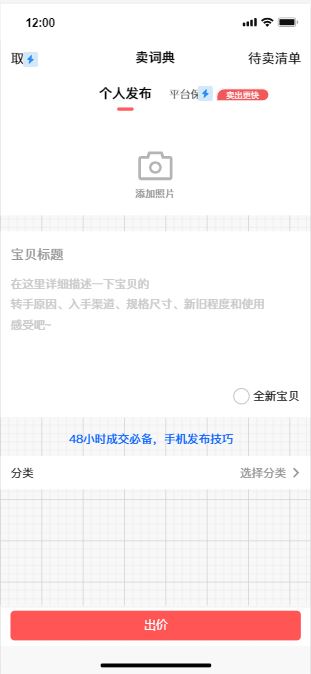 12:00
取
卖词典
待卖清单
个人发布
平台保
卖出更快
添加照片
宝贝标题
在这里详细描述一下宝贝的
转手原因、入手渠道、规格尺寸、新旧程度和使用
感受吧~
全新宝贝
48小时成交必备，手机发布技巧
分类
选择分类
出价